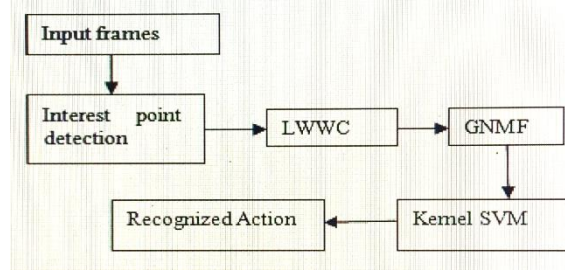 Input frames
Interest point
detection
LWWC
GNMF
Recognized Action
Kernel SVM